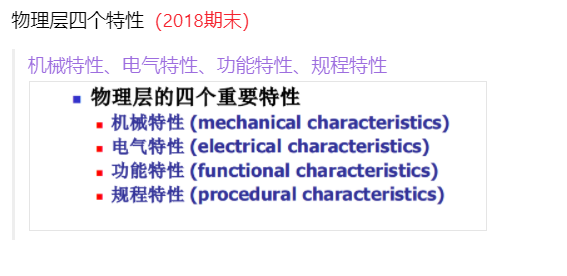 物理层四个特性（2018期末）
机械特性、电气特性、功能特性、规程特性
物理层的四个重要特性
机械特性 (mechanical characteristics)
电气特性 (electrical characteristics)
功能特性 (functional characteristics)
规程特性 (procedural characteristics)